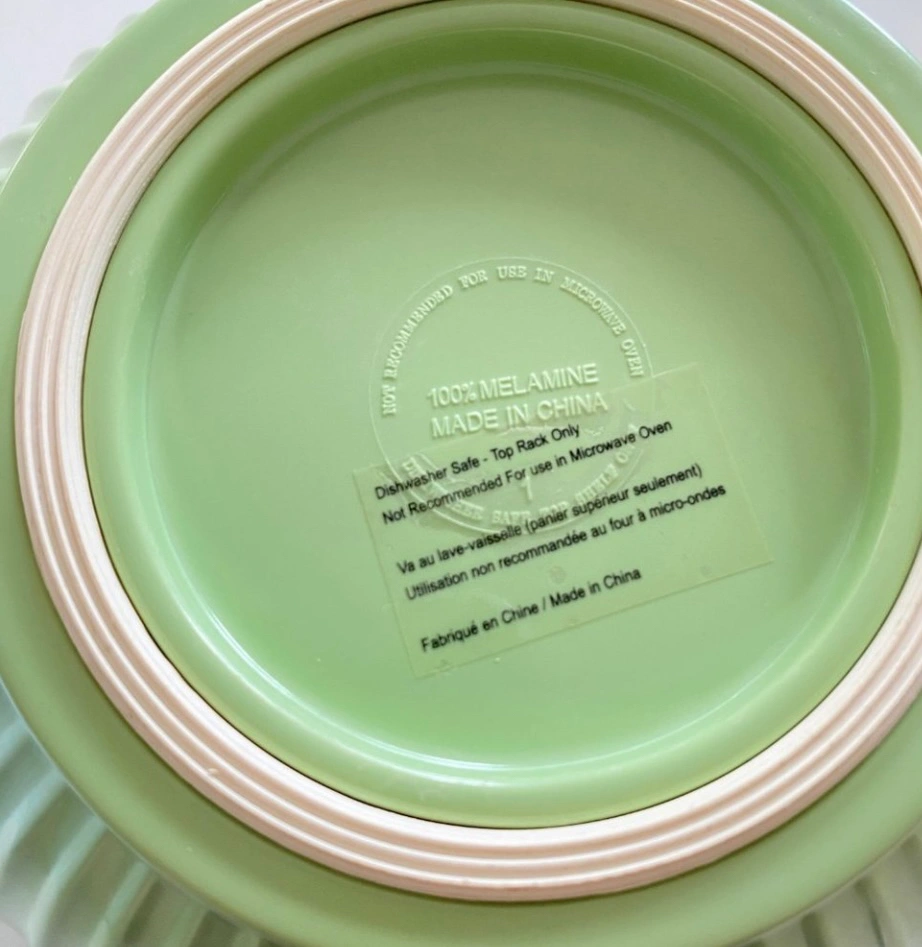 NOT RECOMMENDED FOR USE IN MICROWAVE OVEN
100% MELAMINE
MADE IN CHINA
Dishwasher Safe - Top Rack Only
Not Recommended For use in Microwave Oven
SAFE FOR
Va au lave-vaisselle (panier supérieur seulement)
Utilisation non recommandée au four à micro-ondes
Fabriqué en Chine / Made in China